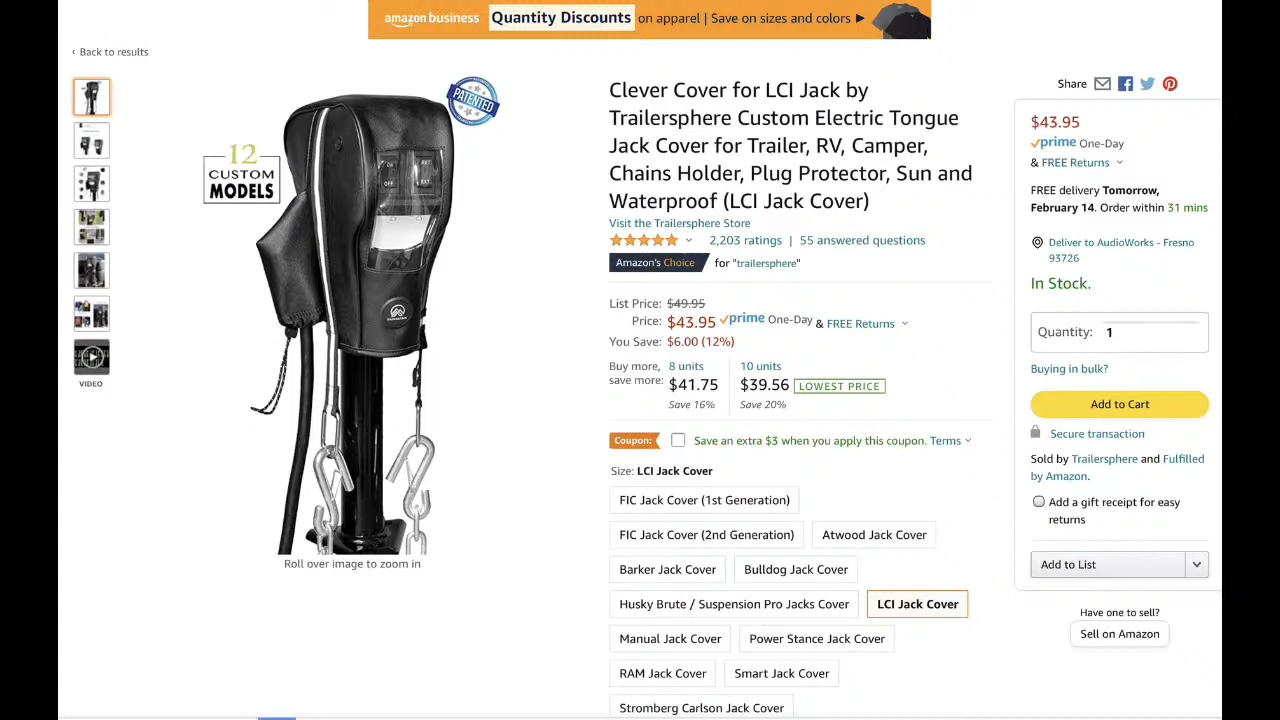 amazon business Quantity Discounts on apparel | Save on sizes and colors ▶
‹ Back to results
PATENTED
12
CUSTOM
MODELS
ON
OFF
RET
EXT
VIDEO
Roll over image to zoom in
Clever Cover for LCI Jack by
Trailersphere Custom Electric Tongue
Jack Cover for Trailer, RV, Camper,
Chains Holder, Plug Protector, Sun and
Waterproof (LCI Jack Cover)
Visit the Trailersphere Store
2,203 ratings | 55 answered questions
Amazon's Choice for "trailersphere"
List Price: $49.95
Price: $43.95 prime One-Day & FREE Returns
You Save: $6.00 (12%)
Buy more, save more:
8 units
$41.75
Save 16%
10 units
$39.56 LOWEST PRICE
Save 20%
Coupon: Save an extra $3 when you apply this coupon. Terms
Size: LCI Jack Cover
FIC Jack Cover (1st Generation)
FIC Jack Cover (2nd Generation) Atwood Jack Cover
Barker Jack Cover Bulldog Jack Cover
Husky Brute / Suspension Pro Jacks Cover LCI Jack Cover
Manual Jack Cover Power Stance Jack Cover
RAM Jack Cover Smart Jack Cover
Stromberg Carlson Jack Cover
Share
$43.95
prime One-Day
& FREE Returns
FREE delivery Tomorrow,
February 14. Order within 31 mins
Deliver to AudioWorks - Fresno
93726
In Stock.
Quantity: 1
Buying in bulk?
Add to Cart
Secure transaction
Sold by Trailersphere and Fulfilled
by Amazon.
Add a gift receipt for easy
returns
Add to List
Have one to sell?
Sell on Amazon